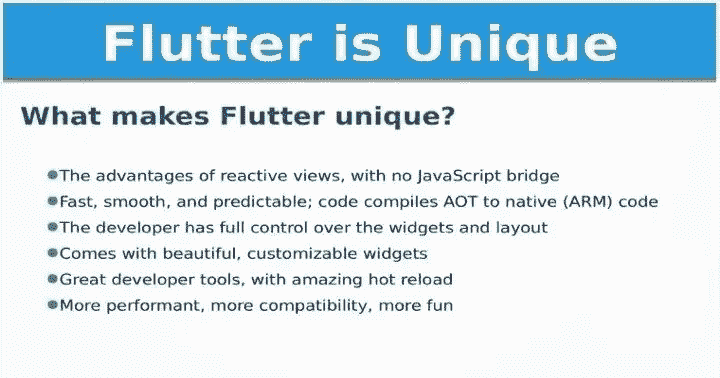 Flutter is Unique
What makes Flutter unique?
●The advantages of reactive views, with no JavaScript bridge
●Fast, smooth, and predictable; code compiles AOT to native (ARM) code
●The developer has full control over the widgets and layout
●Comes with beautiful, customizable widgets
●Great developer tools, with amazing hot reload
●More performant, more compatibility, more fun